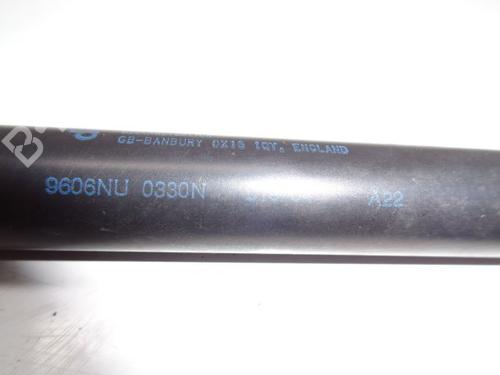 GB-BANBURY OX16 1QY, ENGLAND
9606NU 0330N A22